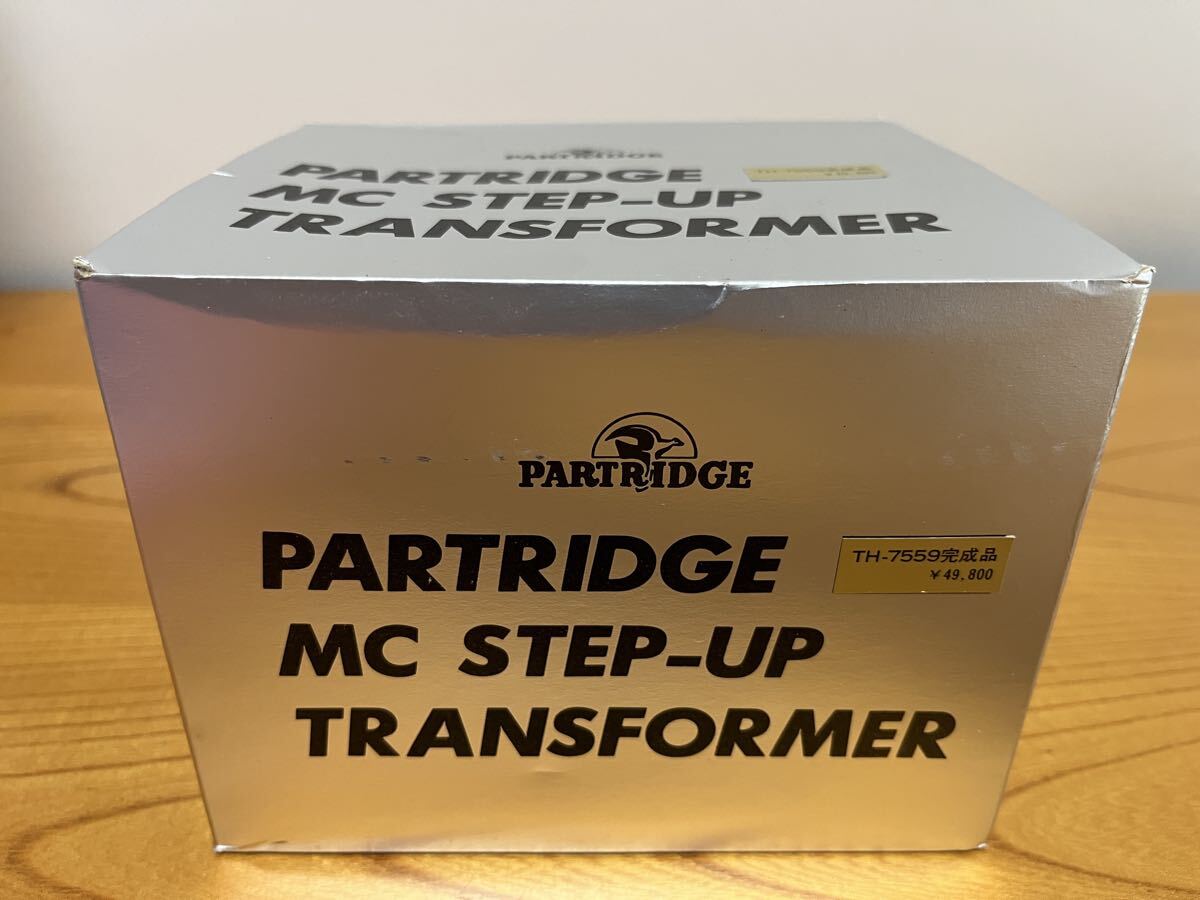 PARTRIDGE
PARTRIDGE
MC STEP-UP
TRANSFORMER
PARTRIDGE
PARTRIDGE
MC STEP-UP
TRANSFORMER
TH-7559完成品
￥49,800